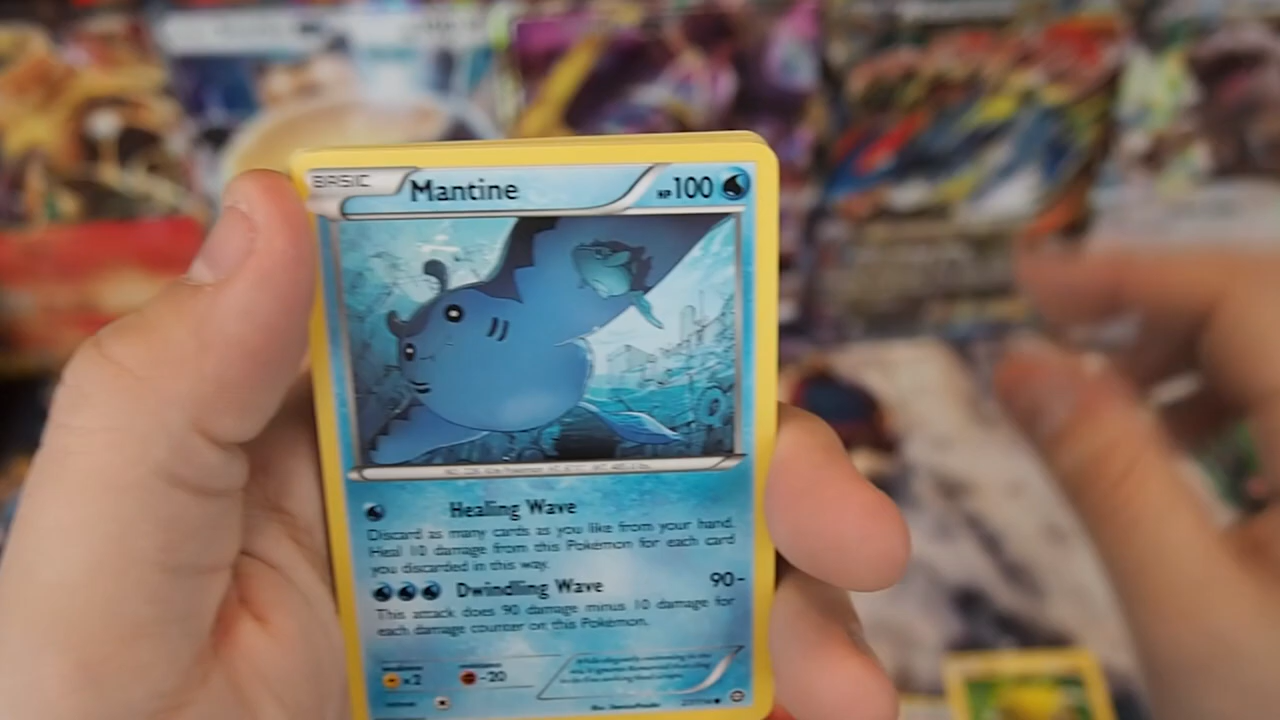 BASIC Mantine HP100
Healing Wave
Discard as many cards as you like from your hand.
Heal 10 damage from this Pokémon for each card
you discarded in this way.
Dwindling Wave 90-
This attack does 90 damage minus 10 damage for
each damage counter on this Pokémon.
x2 -20